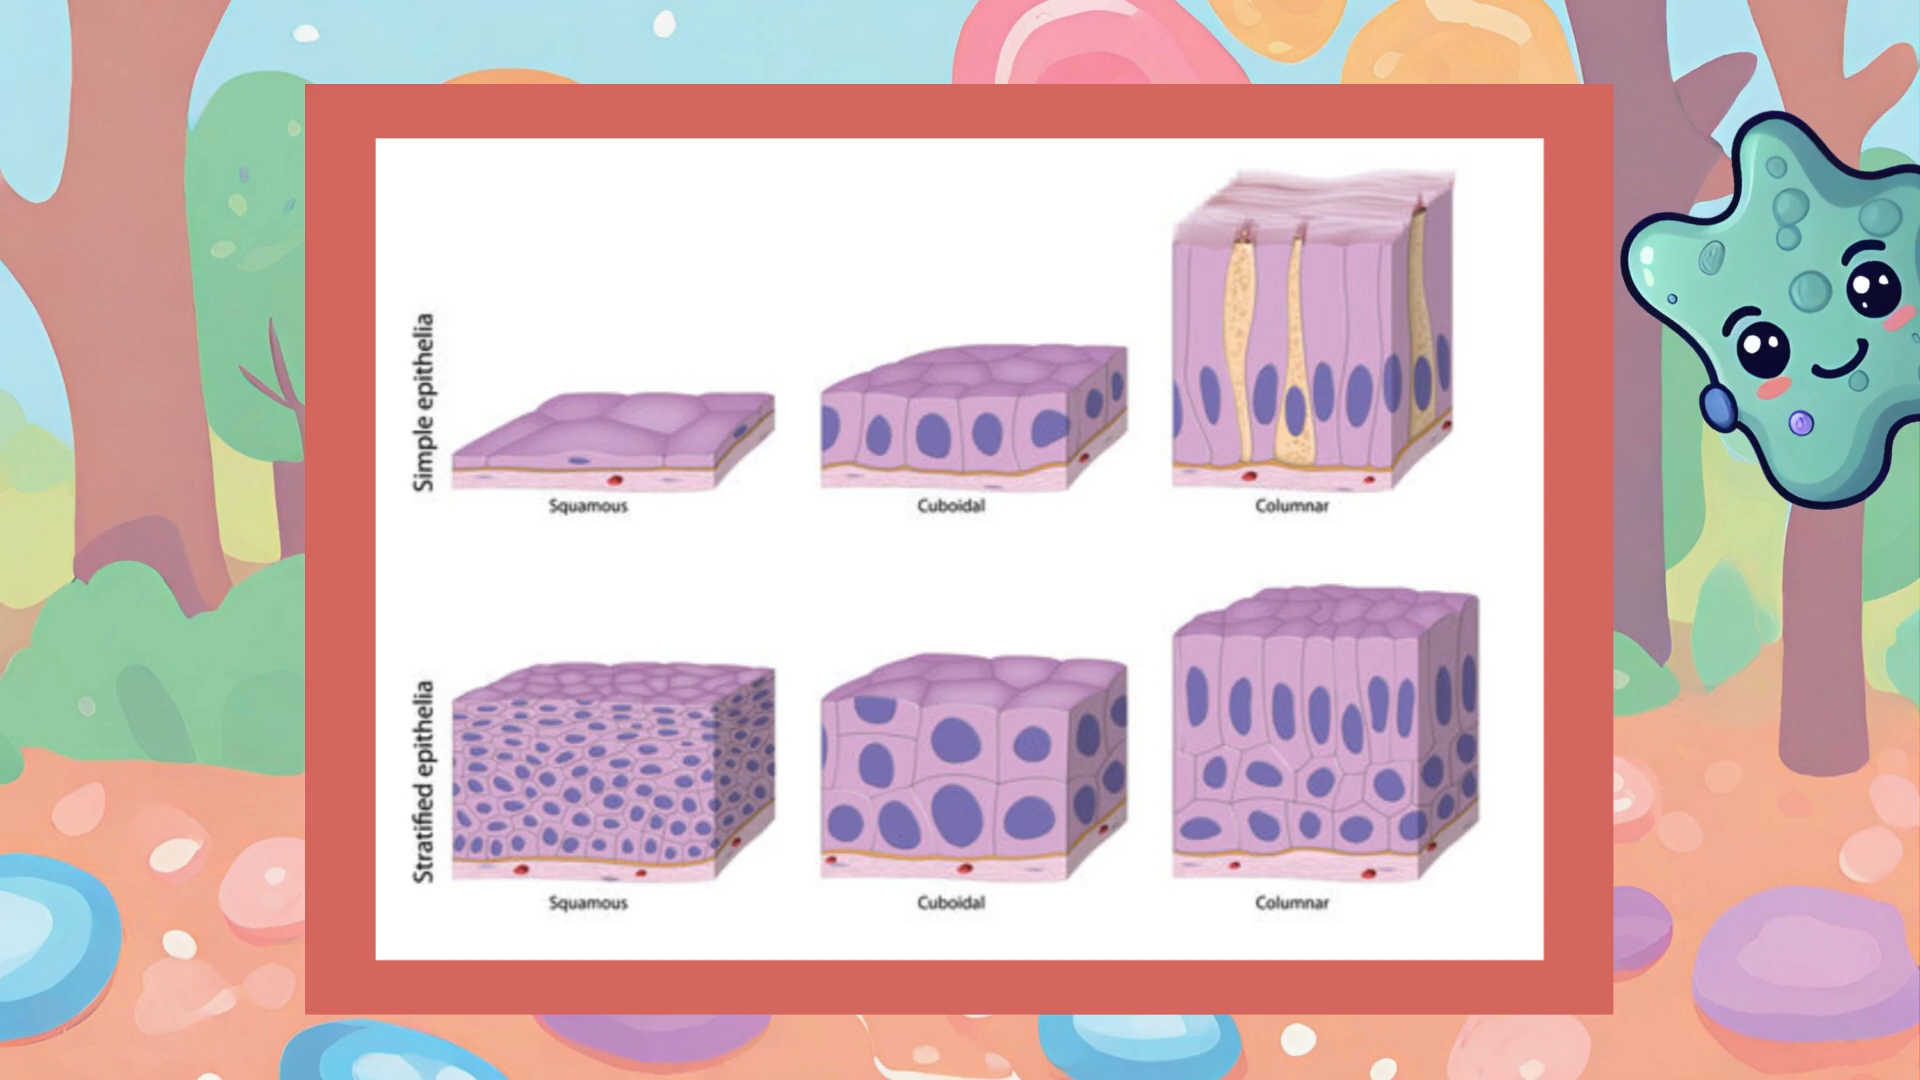 Simple epithelia
Squamous
Cuboidal
Columnar
Stratified epithelia
Squamous
Cuboidal
Columnar